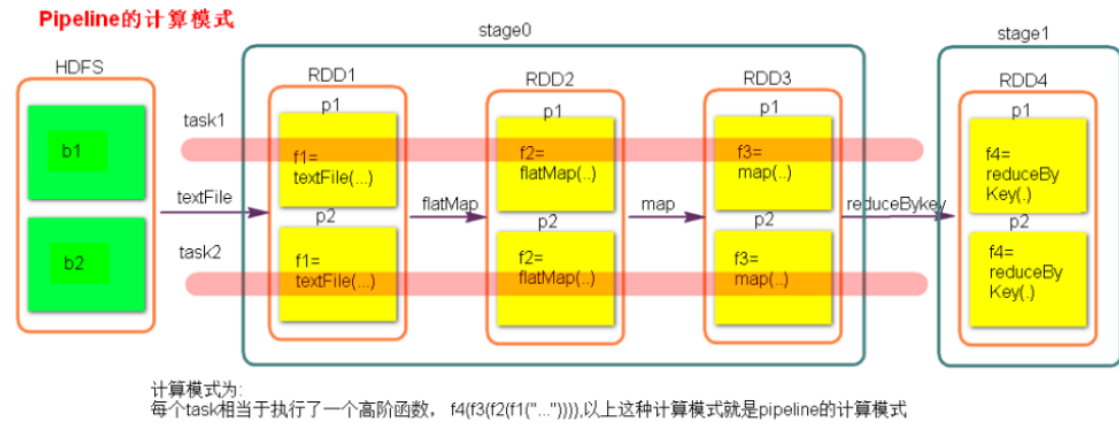 Pipeline的计算模式
stage0
stage1
HDFS
RDD1
RDD2
RDD3
RDD4
p1
p1
p1
p1
task1
b1
f1=
textFile(...)
f2=
flatMap(..)
f3=
map(..)
f4=
reduceBy
Key(.)
textFile
flatMap
map
reduceBykey
p2
p2
p2
p2
task2
b2
f1=
textFile(...)
f2=
flatMap(..)
f3=
map(..)
f4=
reduceBy
Key(.)
计算模式为:
每个task相当于执行了一个高阶函数， f4(f3(f2(f1("...")))),以上这种计算模式就是pipeline的计算模式